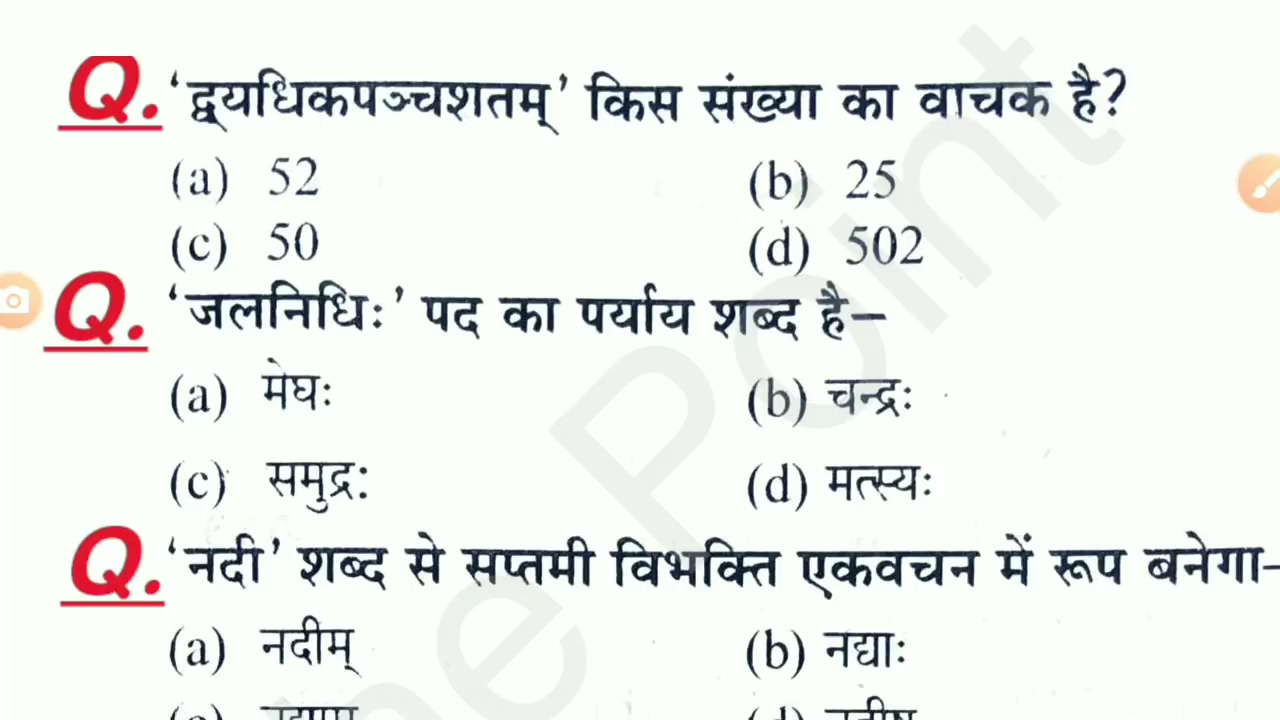 Q. 'द्व्यधिकपञ्चशतम्' किस संख्या का वाचक है?
(a) 52 (b) 25
(c) 50 (d) 502
Q. 'जलनिधिः' पद का पर्याय शब्द है–
(a) मेघः (b) चन्द्रः
(c) समुद्रः (d) मत्स्यः
Q. 'नदी' शब्द से सप्तमी विभक्ति एकवचन में रूप बनेगा–
(a) नदीम् (b) नद्याः